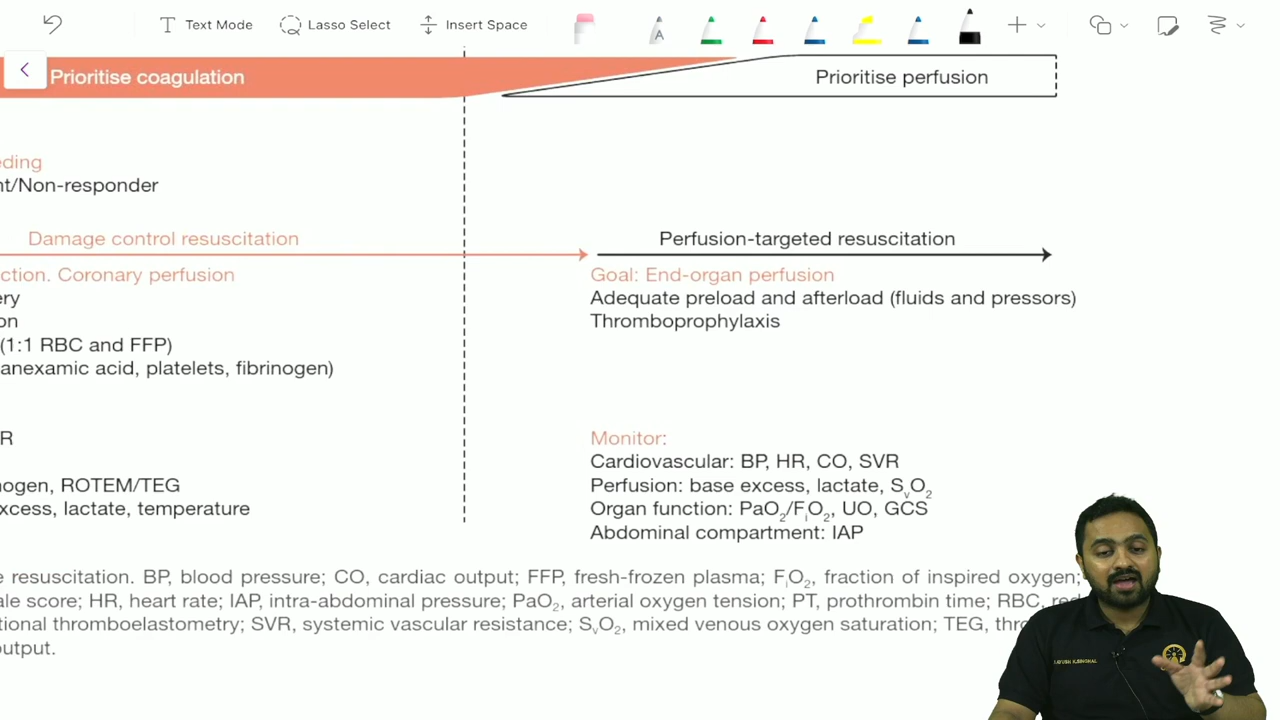 Text Mode
Lasso Select
Insert Space
A
Prioritise coagulation
Prioritise perfusion
eding
nt/Non-responder
Damage control resuscitation
Perfusion-targeted resuscitation
ction. Coronary perfusion
Goal: End-organ perfusion
ery
Adequate preload and afterload (fluids and pressors)
on
Thromboprophylaxis
(1:1 RBC and FFP)
anexamic acid, platelets, fibrinogen)
R
Monitor:
Cardiovascular: BP, HR, CO, SVR
nogen, ROTEM/TEG
Perfusion: base excess, lactate, SvO2
xcess, lactate, temperature
Organ function: PaO2/FiO2, UO, GCS
Abdominal compartment: IAP
e resuscitation. BP, blood pressure; CO, cardiac output; FFP, fresh-frozen plasma; FiO2, fraction of inspired oxygen;
ale score; HR, heart rate; IAP, intra-abdominal pressure; PaO2, arterial oxygen tension; PT, prothrombin time; RBC, red
tional thromboelastometry; SVR, systemic vascular resistance; SvO2, mixed venous oxygen saturation; TEG, thro
output.